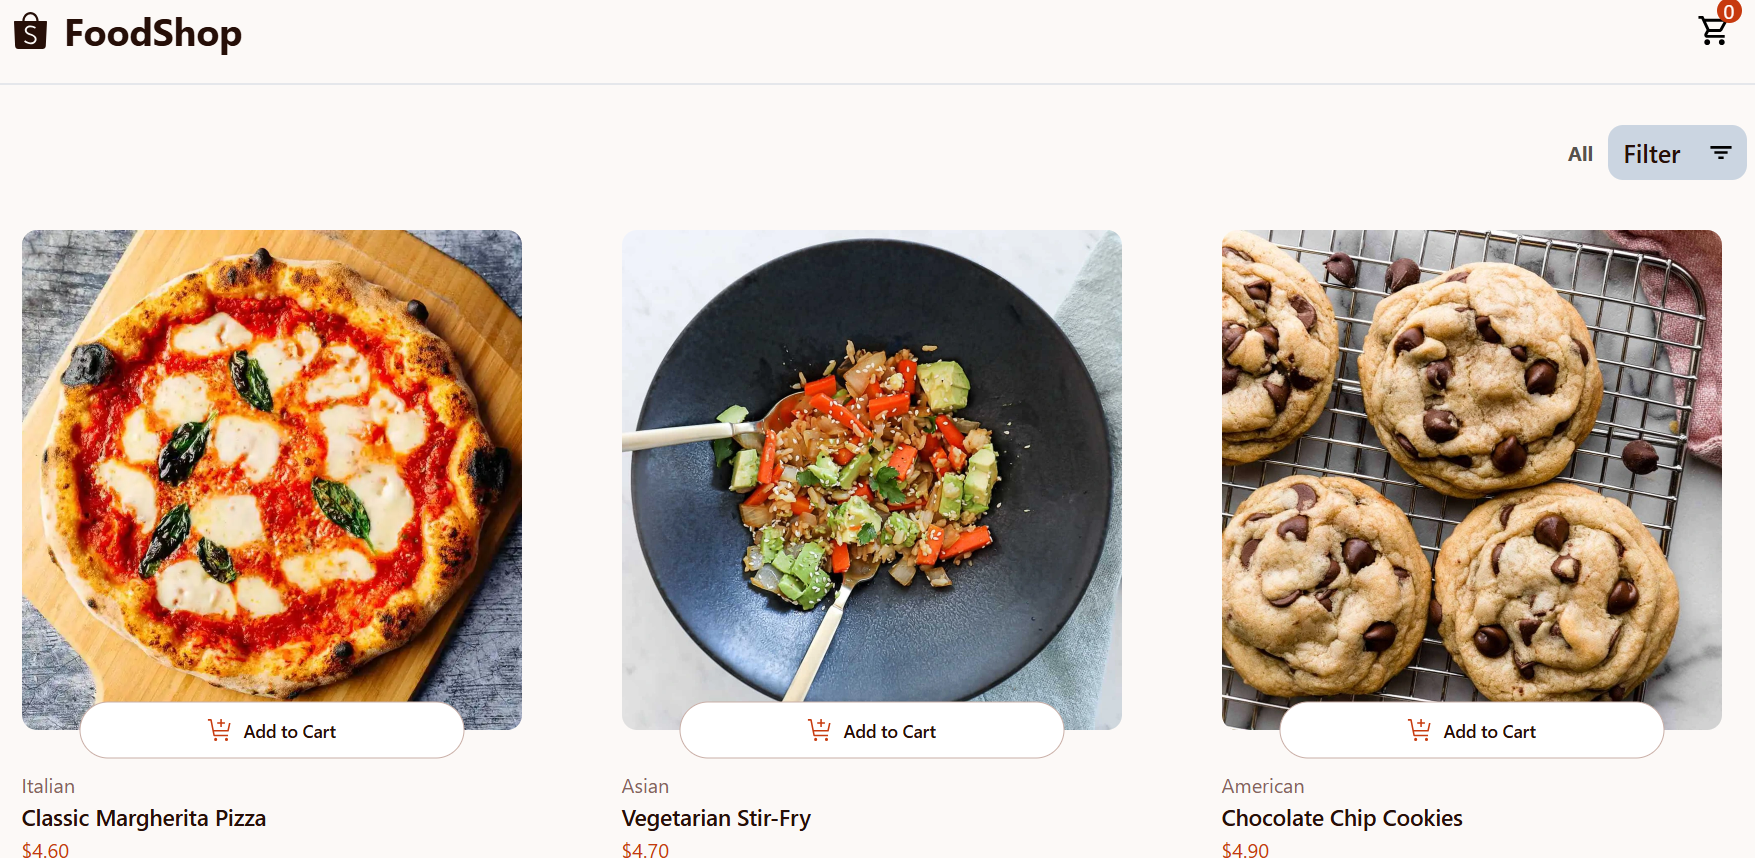 S FoodShop
0
All Filter
Add to Cart
Italian
Classic Margherita Pizza
$4.60
Add to Cart
Asian
Vegetarian Stir-Fry
$4.70
Add to Cart
American
Chocolate Chip Cookies
$4.90